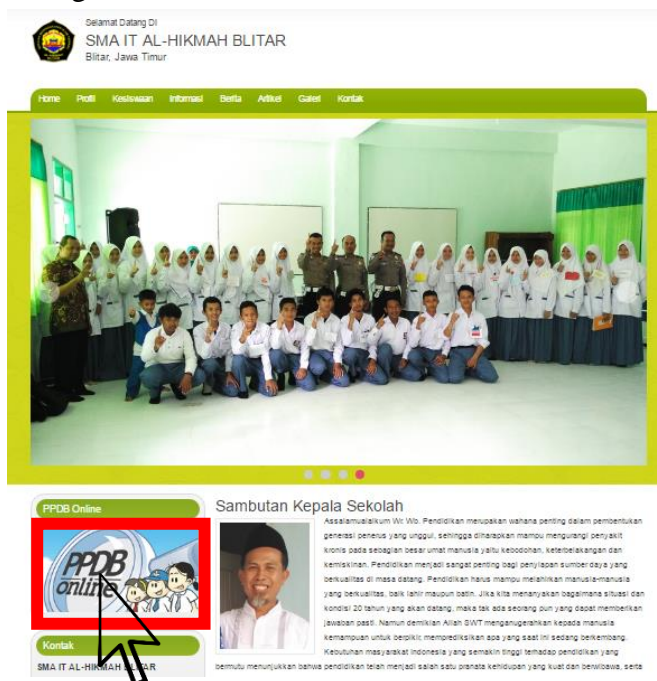 Selamat Datang Di
SMA IT AL-HIKMAH BLITAR
Blitar, Jawa Timur
Home Profil Kesiswaan Informasi Berita Artikel Galeri Kontak
PPDB Online
PPDB
online
Kontak
SMA IT AL-HIKMAH BLITAR
Sambutan Kepala Sekolah
Assalamualaikum Wr. Wb. Pendidikan merupakan wahana penting dalam pembentukan
generasi penerus yang unggul, sehingga diharapkan mampu mengurangi penyakit
kronis pada sebagian besar umat manusia yaitu kebodohan, keterbelakangan dan
kemiskinan. Pendidikan menjadi sangat penting bagi penyiapan sumber daya yang
berkualitas di masa datang. Pendidikan harus mampu melahirkan manusia-manusia
yang berkualitas, baik lahir maupun batin. Jika kita menanyakan bagaimana situasi dan
kondisi 20 tahun yang akan datang, maka tak ada seorang pun yang dapat memberikan
jawaban pasti. Namun demikian Allah SWT menganugerahkan kepada manusia
kemampuan untuk berpikir, memprediksikan apa yang saat ini sedang berkembang.
Kebutuhan masyarakat Indonesia yang semakin tinggi terhadap pendidikan yang
bermutu menunjukkan bahwa pendidikan telah menjadi salah satu pranata kehidupan yang kuat dan berwibawa, serta